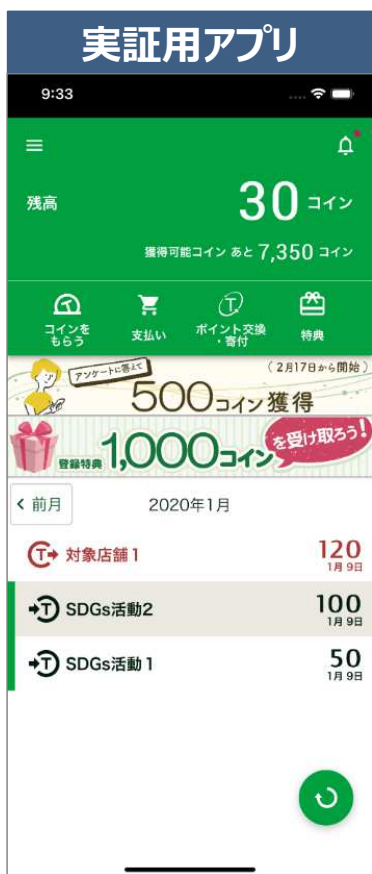 実証用アプリ
9:33
残高
30 コイン
獲得可能コイン あと 7,350 コイン
コインを
もらう
支払い
ポイント交換
・寄付
特典
アンケートに答えて
(2月17日から開始)
500コイン獲得
登録特典 1,000コイン を受け取ろう!
前月
2020年1月
対象店舗1
120
1月 9日
SDGs活動2
100
1月 9日
SDGs活動1
50
1月 9日